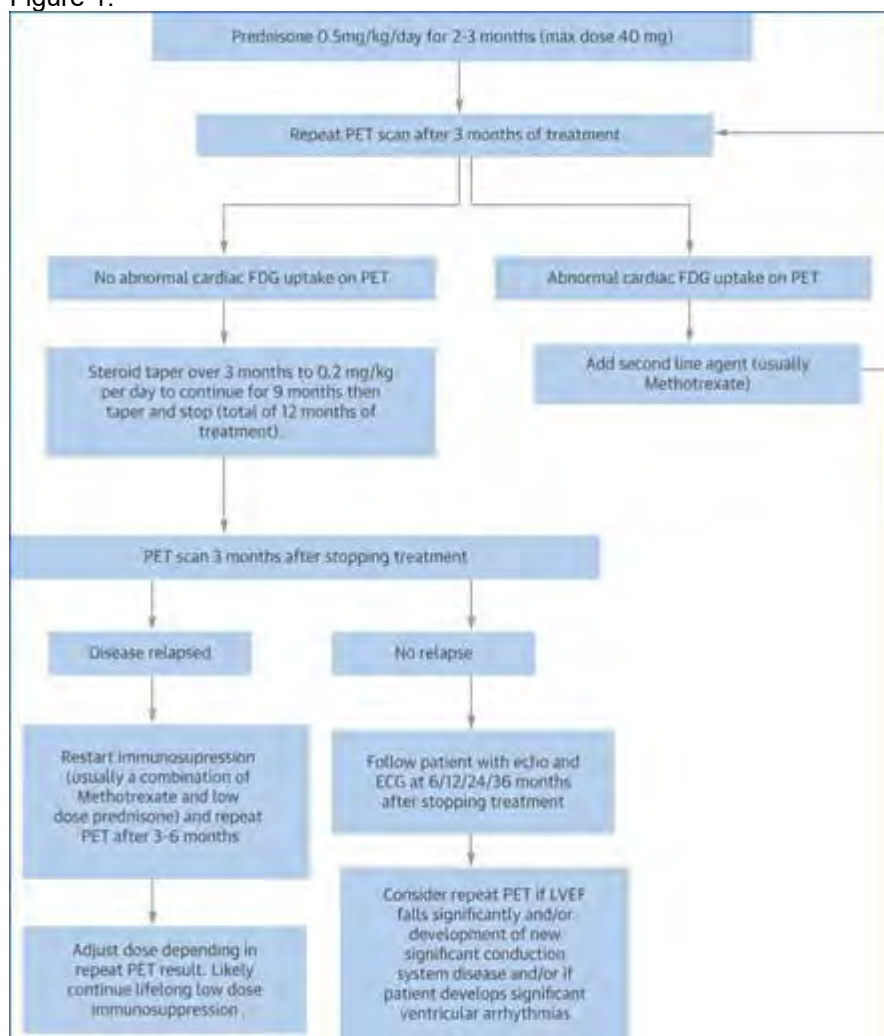 Figure 1.
Prednisone 0.5mg/kg/day for 2-3 months (max dose 40 mg)
Repeat PET scan after 3 months of treatment
No abnormal cardiac FDG uptake on PET
Abnormal cardiac FDG uptake on PET
Steroid taper over 3 months to 0.2 mg/kg
per day to continue for 9 months then
taper and stop (total of 12 months of
treatment).
Add second line agent (usually
Methotrexate)
PET scan 3 months after stopping treatment
Disease relapsed
No relapse
Restart immunosupression
(usually a combination of
Methotrexate and low
dose prednisone) and repeat
PET after 3-6 months
Follow patient with echo and
ECG at 6/12/24/36 months
after stopping treatment
Adjust dose depending in
repeat PET result. Likely
continue lifelong low dose
immunosuppression
Consider repeat PET if LVEF
falls significantly and/or
development of new
significant conduction
system disease and/or if
patient develops significant
ventricular arrhythmias